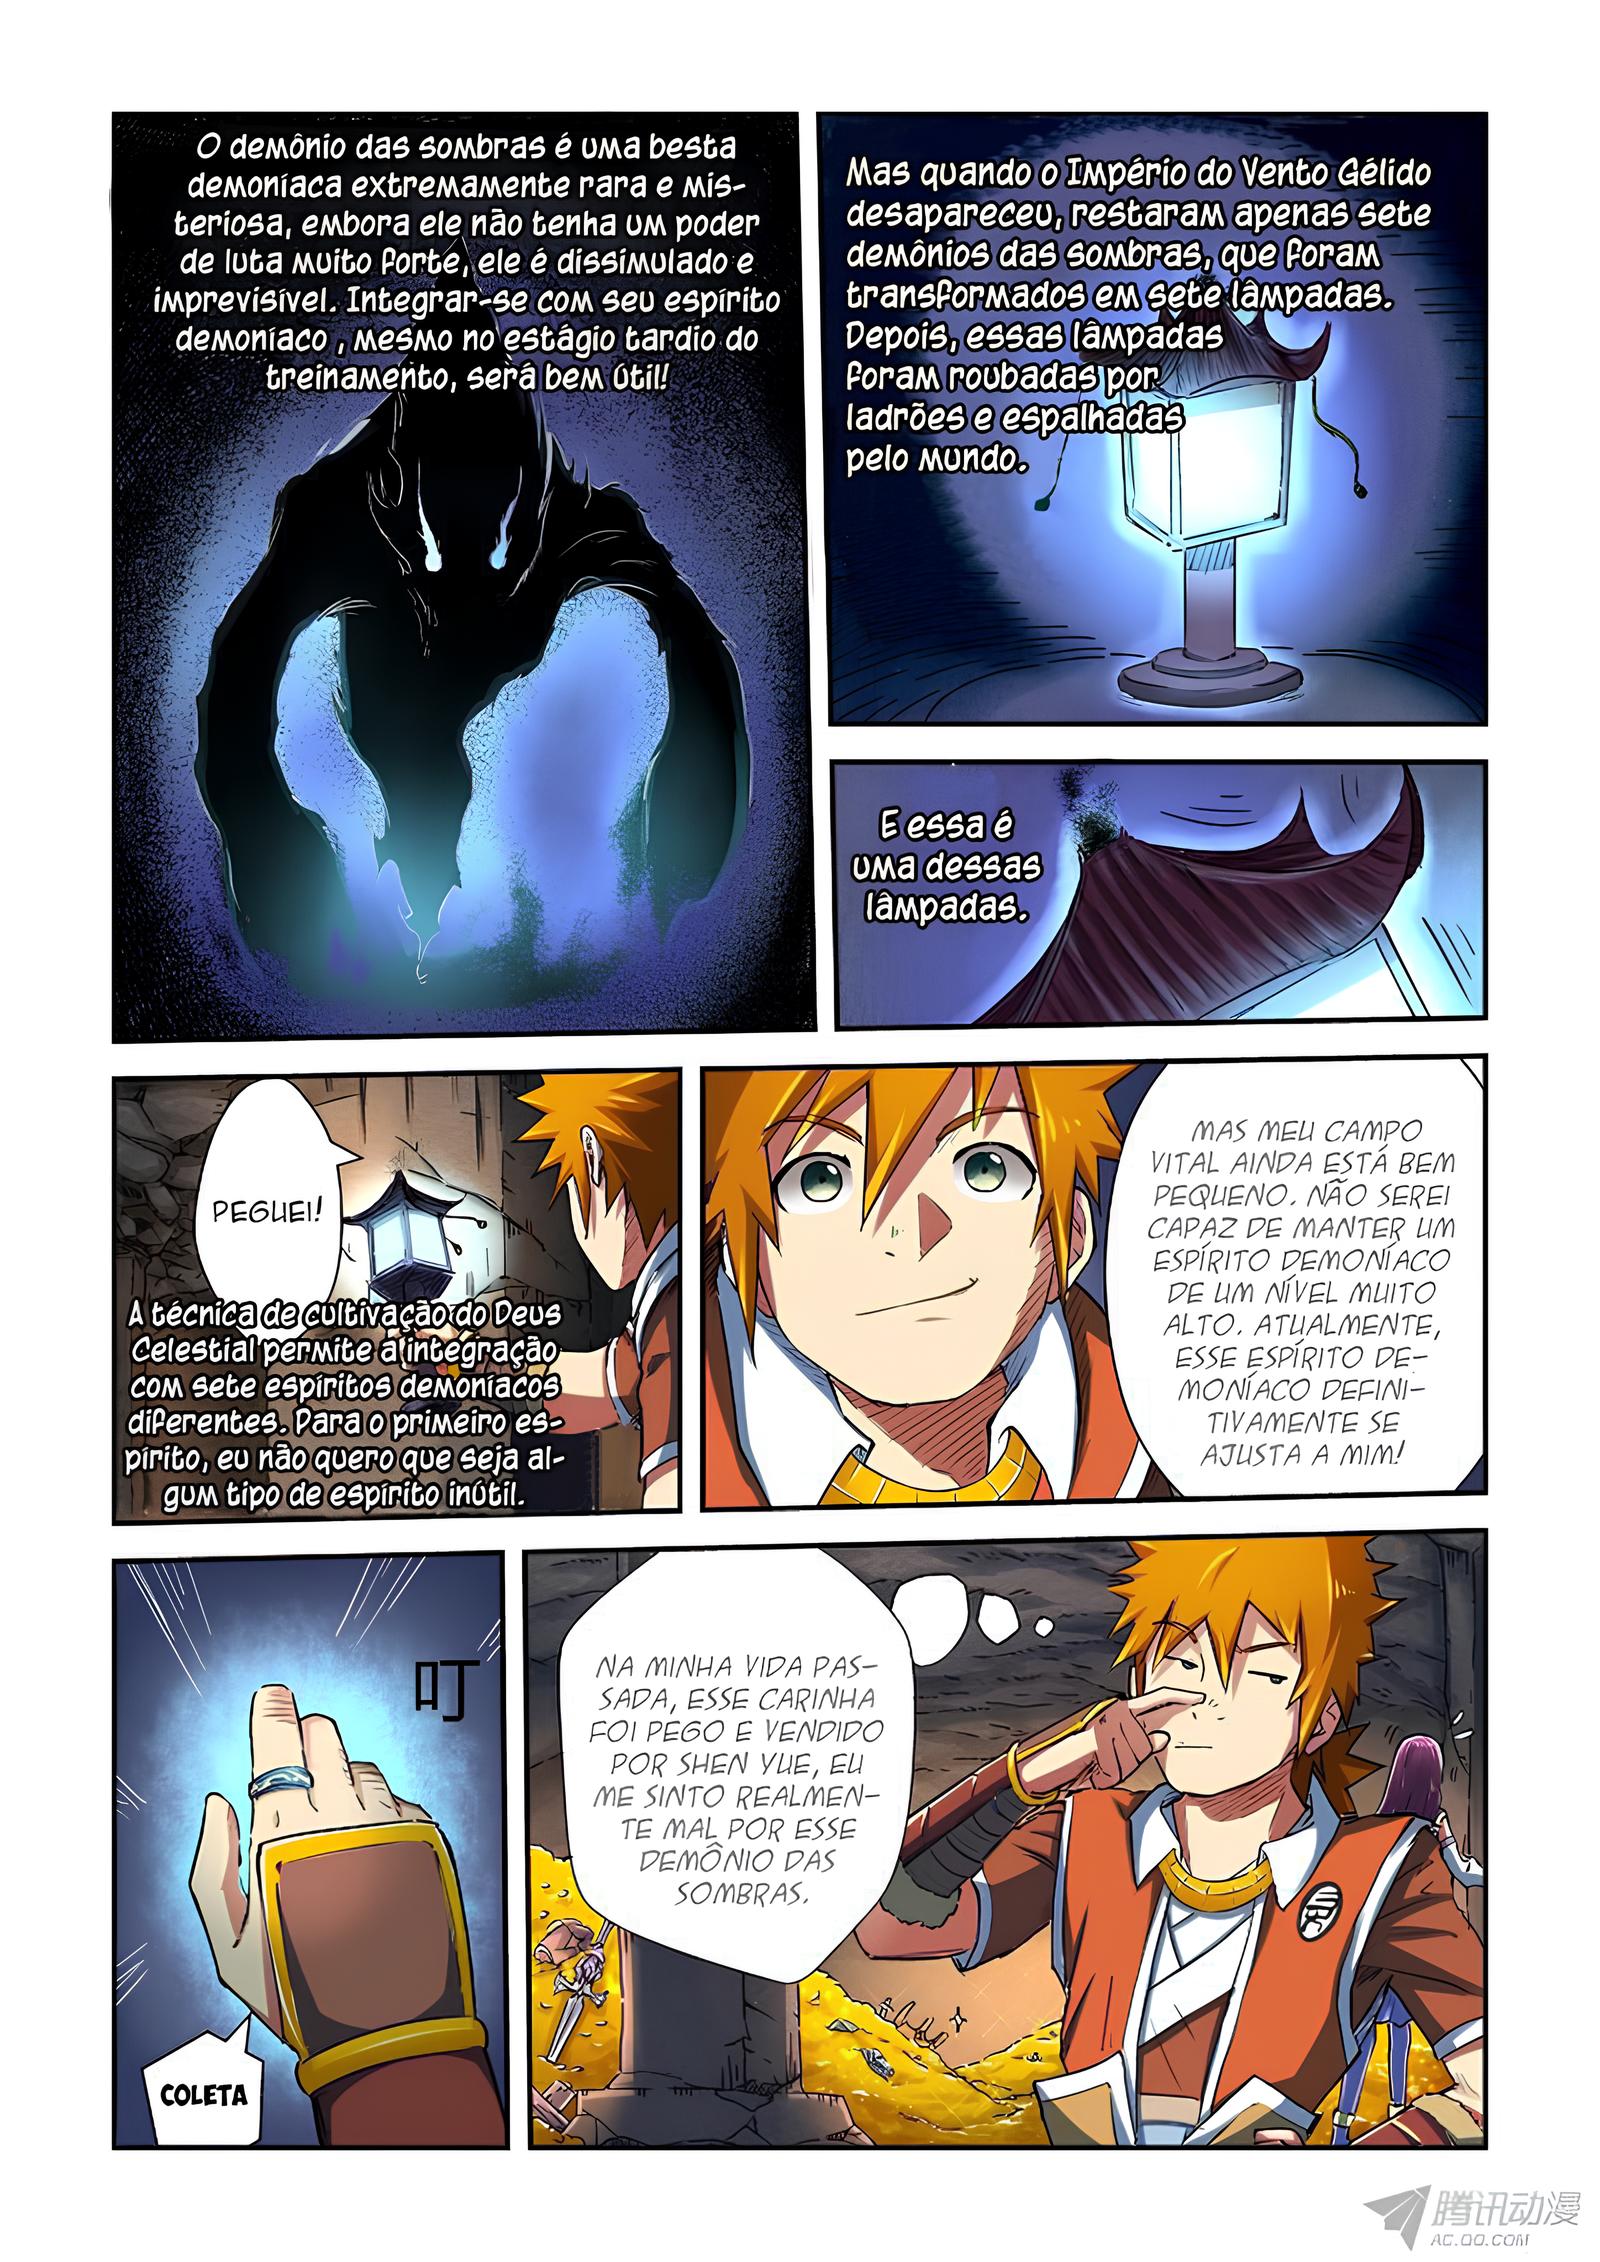 O demônio das sombras é uma besta
demoníaca extremamente rara e mis-
teriosa, embora ele não tenha um poder
de luta muito forte, ele é dissimulado e
imprevisível. Integrar-se com seu espírito
demoníaco , mesmo no estágio tardio do
treinamento, será bem útil!
Mas quando o Império do Vento Gélido
desapareceu, restaram apenas sete
demônios das sombras, que foram
transformados em sete lâmpadas.
Depois, essas lâmpadas
foram roubadas por
ladrões e espalhadas
pelo mundo.
E essa é
uma dessas
lâmpadas.
PEGUEI!
A técnica de cultivação do Deus
Celestial permite a integração
com sete espíritos demoníacos
diferentes. Para o primeiro es-
pírito, eu não quero que seja al-
gum tipo de espírito inútil.
MAS MEU CAMPO
VITAL AINDA ESTÁ BEM
PEQUENO. NÃO SEREI
CAPAZ DE MANTER UM
ESPÍRITO DEMONÍACO
DE UM NÍVEL MUITO
ALTO. ATUALMENTE,
ESSE ESPÍRITO DE-
MONÍACO DEFINI-
TIVAMENTE SE
AJUSTA A MIM!
叮
COLETA
NA MINHA VIDA PAS-
SADA, ESSE CARINHA
FOI PEGO E VENDIDO
POR SHEN YUE, EU
ME SINTO REALMEN-
TE MAL POR ESSE
DEMÔNIO DAS
SOMBRAS.
腾讯动漫
AC.QQ.COM